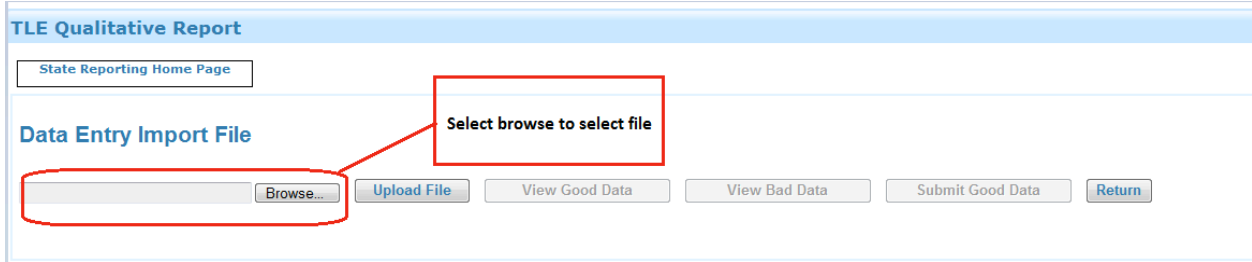 TLE Qualitative Report
State Reporting Home Page
Select browse to select file
Data Entry Import File
Browse... Upload File View Good Data View Bad Data Submit Good Data Return